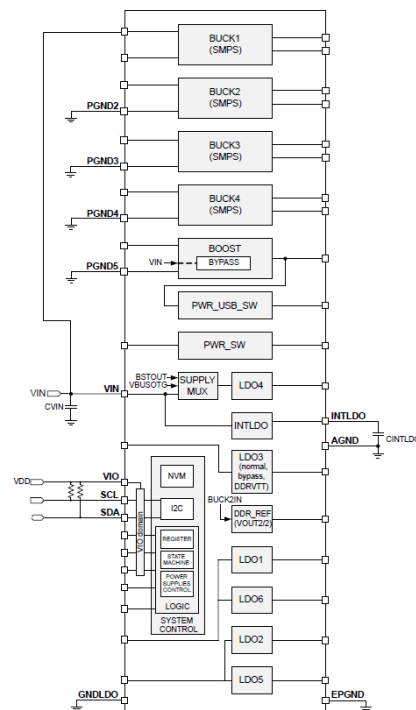 BUCK1
(SMPS)
BUCK2
(SMPS)
PGND2
BUCK3
(SMPS)
PGND3
BUCK4
(SMPS)
PGND4
BOOST
VIN
BYPASS
PGND5
PWR_USB_SW
PWR_SW
BSTOUT
VBUSOTG
SUPPLY
MUX
LDO4
VIN
VIN
CVIN
INTLDO
INTLDO
AGND
CINTLDO
LDO3
(normal,
bypass,
DDRVTT)
VDD
VIO
SCL
SDA
NVM
I2C
VIO domain
BUCK2IN
DDR_REF
(VOUT2/2)
REGISTER
STATE
MACHINE
POWER
SUPPLIES
CONTROL
LOGIC
SYSTEM
CONTROL
LDO1
LDO6
LDO2
LDO5
GNDLDO
EPGND